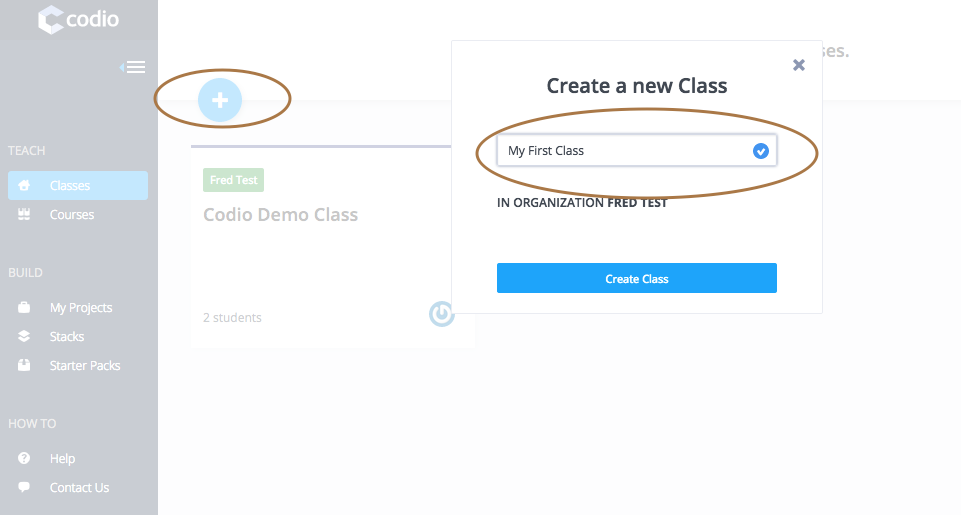 codio
TEACH
Classes
Courses
BUILD
My Projects
Stacks
Starter Packs
HOW TO
Help
Contact Us
Fred Test
Codio Demo Class
2 students
Create a new Class
My First Class
IN ORGANIZATION FRED TEST
Create Class